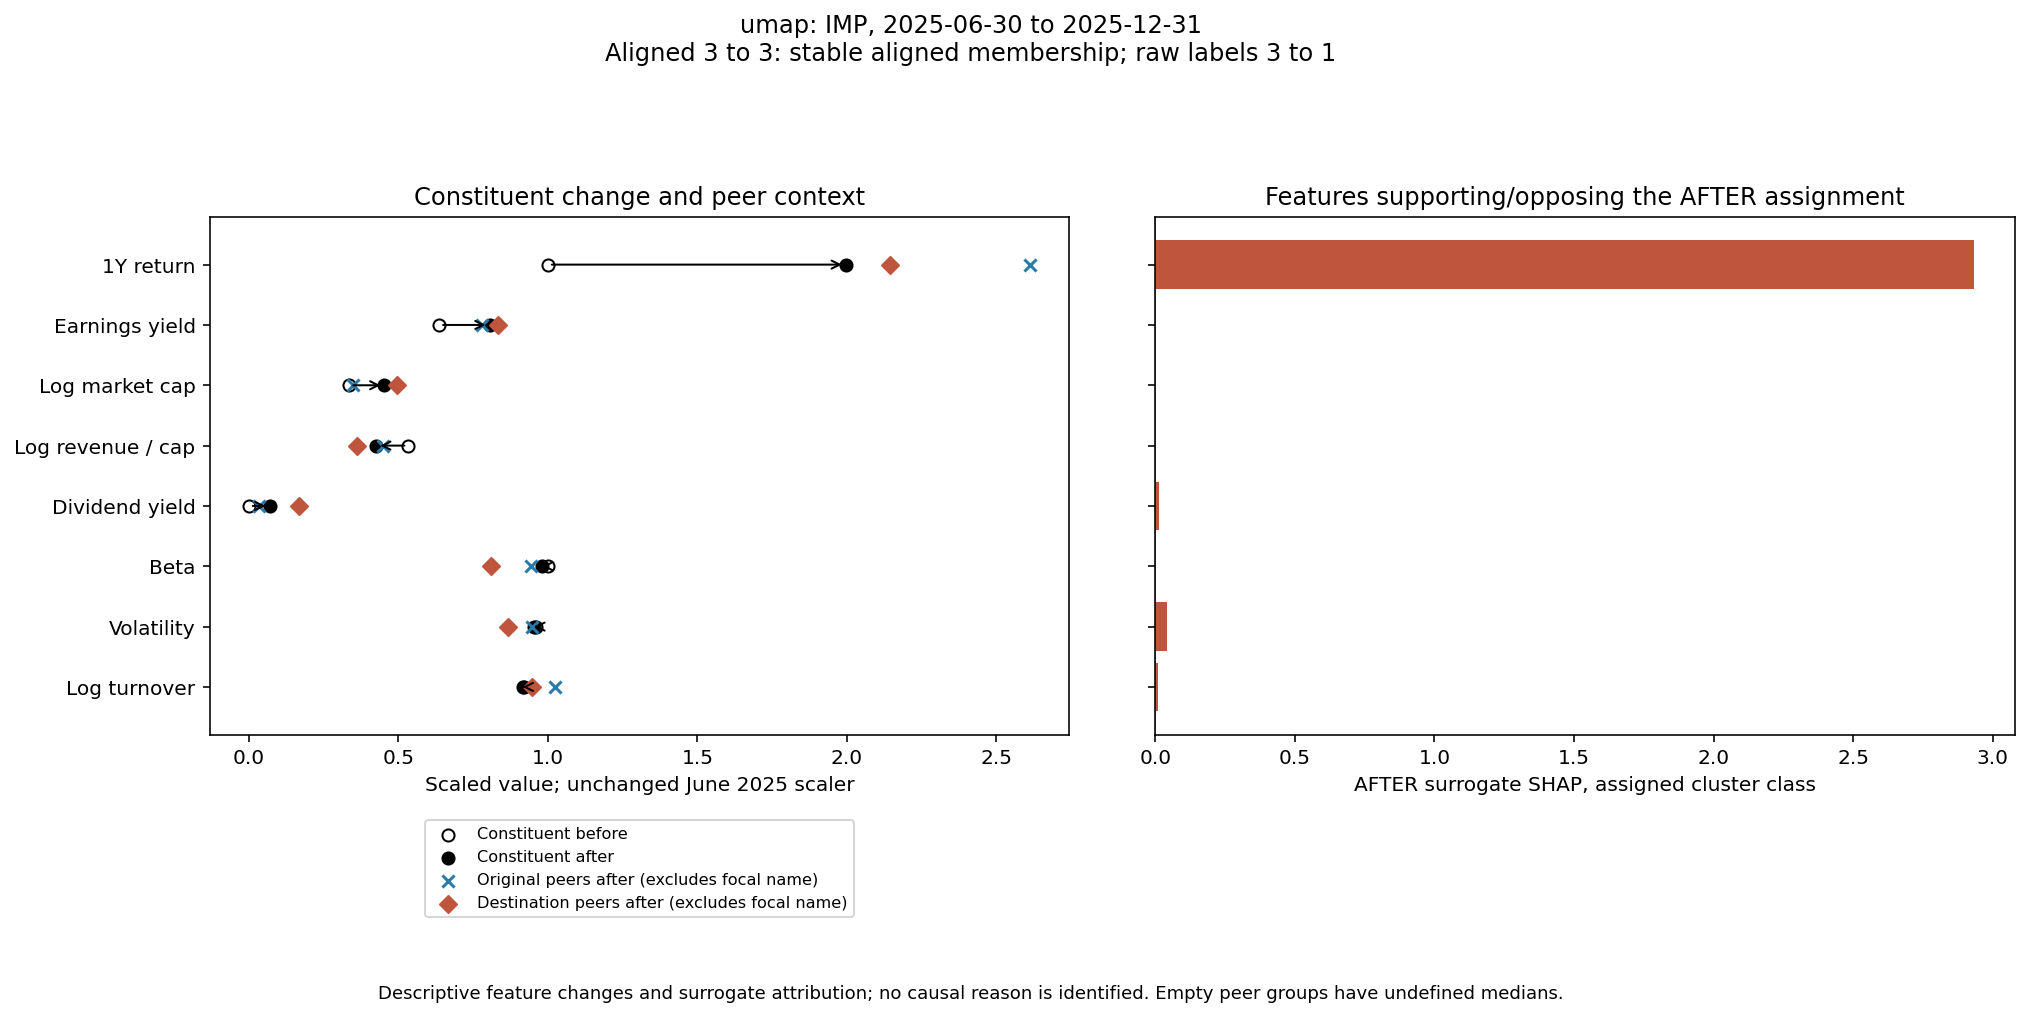 umap: IMP, 2025-06-30 to 2025-12-31
Aligned 3 to 3: stable aligned membership; raw labels 3 to 1
Constituent change and peer context
Features supporting/opposing the AFTER assignment
1Y return
Earnings yield
Log market cap
Log revenue / cap
Dividend yield
Beta
Volatility
Log turnover
0.0 0.5 1.0 1.5 2.0 2.5
Scaled value; unchanged June 2025 scaler
0.0 0.5 1.0 1.5 2.0 2.5 3.0
AFTER surrogate SHAP, assigned cluster class
Constituent before
Constituent after
Original peers after (excludes focal name)
Destination peers after (excludes focal name)
Descriptive feature changes and surrogate attribution; no causal reason is identified. Empty peer groups have undefined medians.